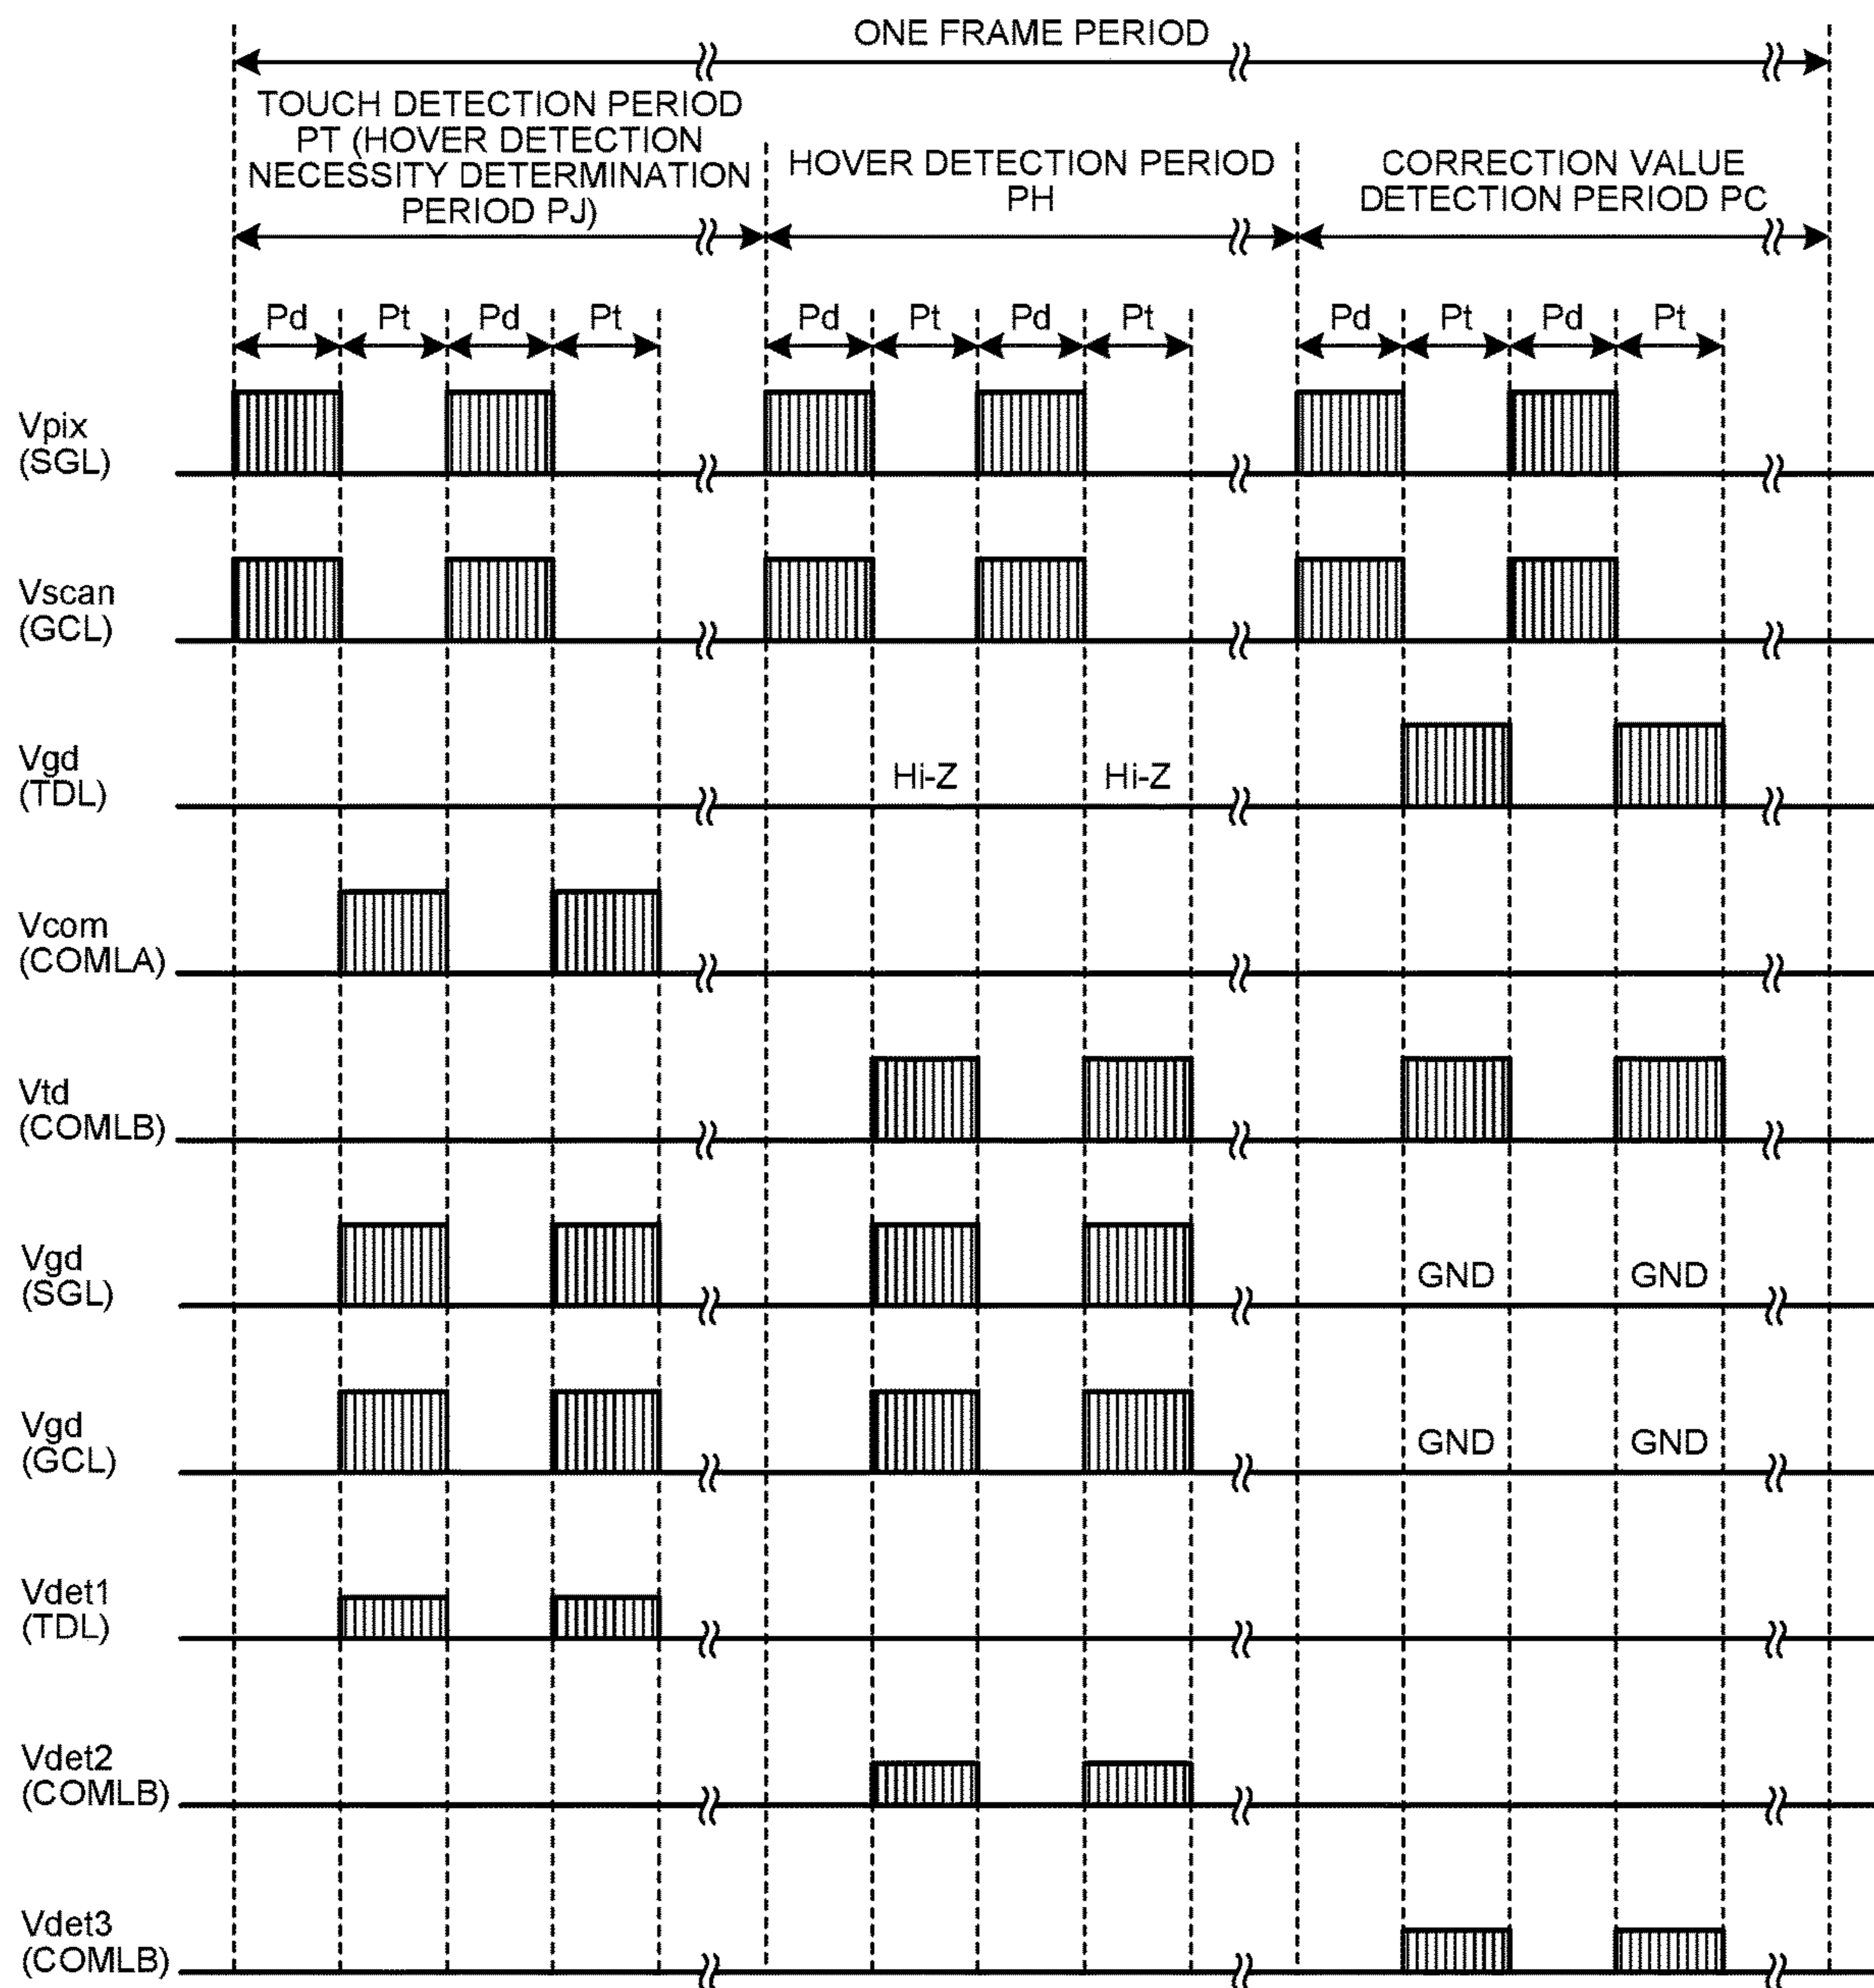 ONE FRAME PERIOD
TOUCH DETECTION PERIOD
PT (HOVER DETECTION
NECESSITY DETERMINATION
PERIOD PJ)
HOVER DETECTION PERIOD
PH
CORRECTION VALUE
DETECTION PERIOD PC
Pd Pt Pd Pt Pd Pt Pd Pt Pd Pt Pd Pt
Vpix
(SGL)
Vscan
(GCL)
Vgd
(TDL)
Hi-Z Hi-Z
Vcom
(COMLA)
Vtd
(COMLB)
Vgd
(SGL)
GND GND
Vgd
(GCL)
GND GND
Vdet1
(TDL)
Vdet2
(COMLB)
Vdet3
(COMLB)